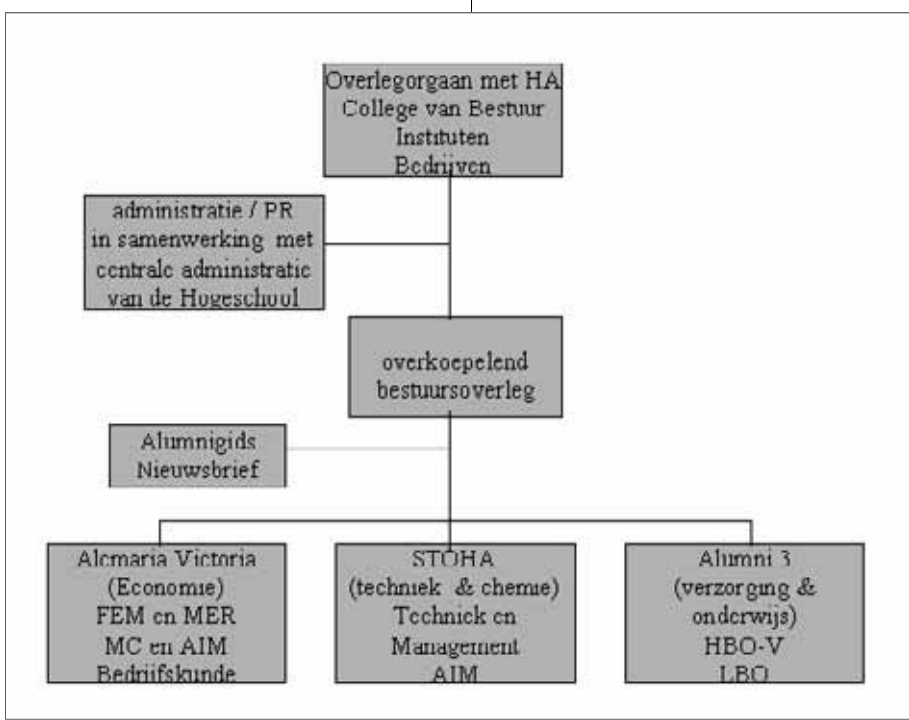 Overlegorgaan met HA
College van Bestuur
Instituten
Bedrijven
administratie / PR
in samenwerking met
centrale administratie
van de Hogeschool
overkoepelend
bestuursoverleg
Alumnigids
Nieuwsbrief
Alcmaria Victoria
(Economie)
FEM en MER
MC en AIM
Bedrijfskunde
STOHA
(techniek & chemie)
Techniek en
Management
AIM
Alumni 3
(verzorging &
onderwijs)
HBO-V
LBO